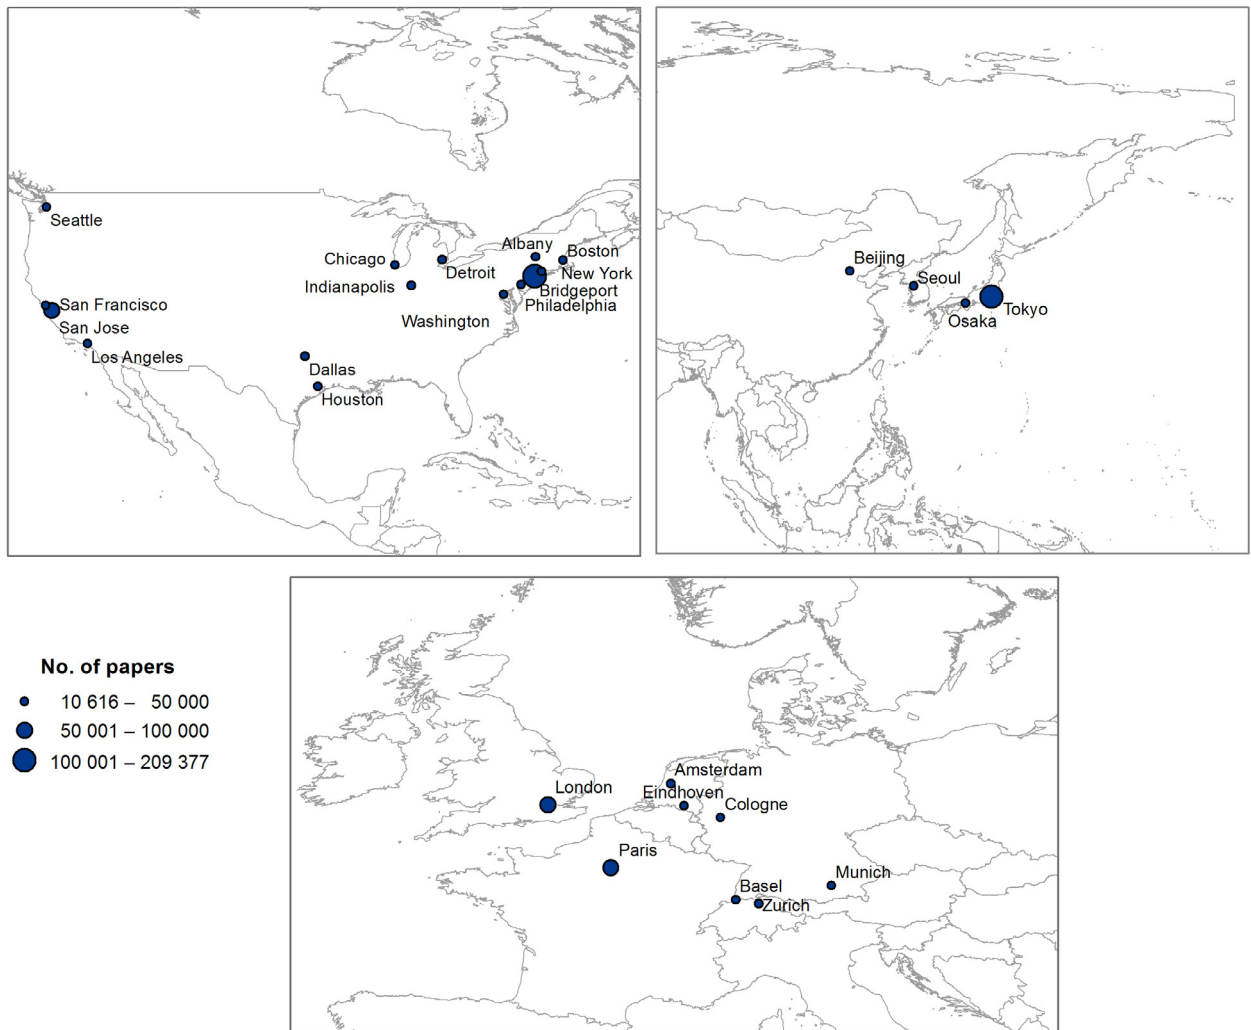 Seattle
Chicago
Detroit
Albany
Boston
New York
Indianapolis
Bridgeport
Philadelphia
Washington
San Francisco
San Jose
Los Angeles
Dallas
Houston
Beijing
Seoul
Osaka
Tokyo
No. of papers
10 616 – 50 000
50 001 – 100 000
100 001 – 209 377
London
Amsterdam
Eindhoven
Cologne
Paris
Basel
Zurich
Munich